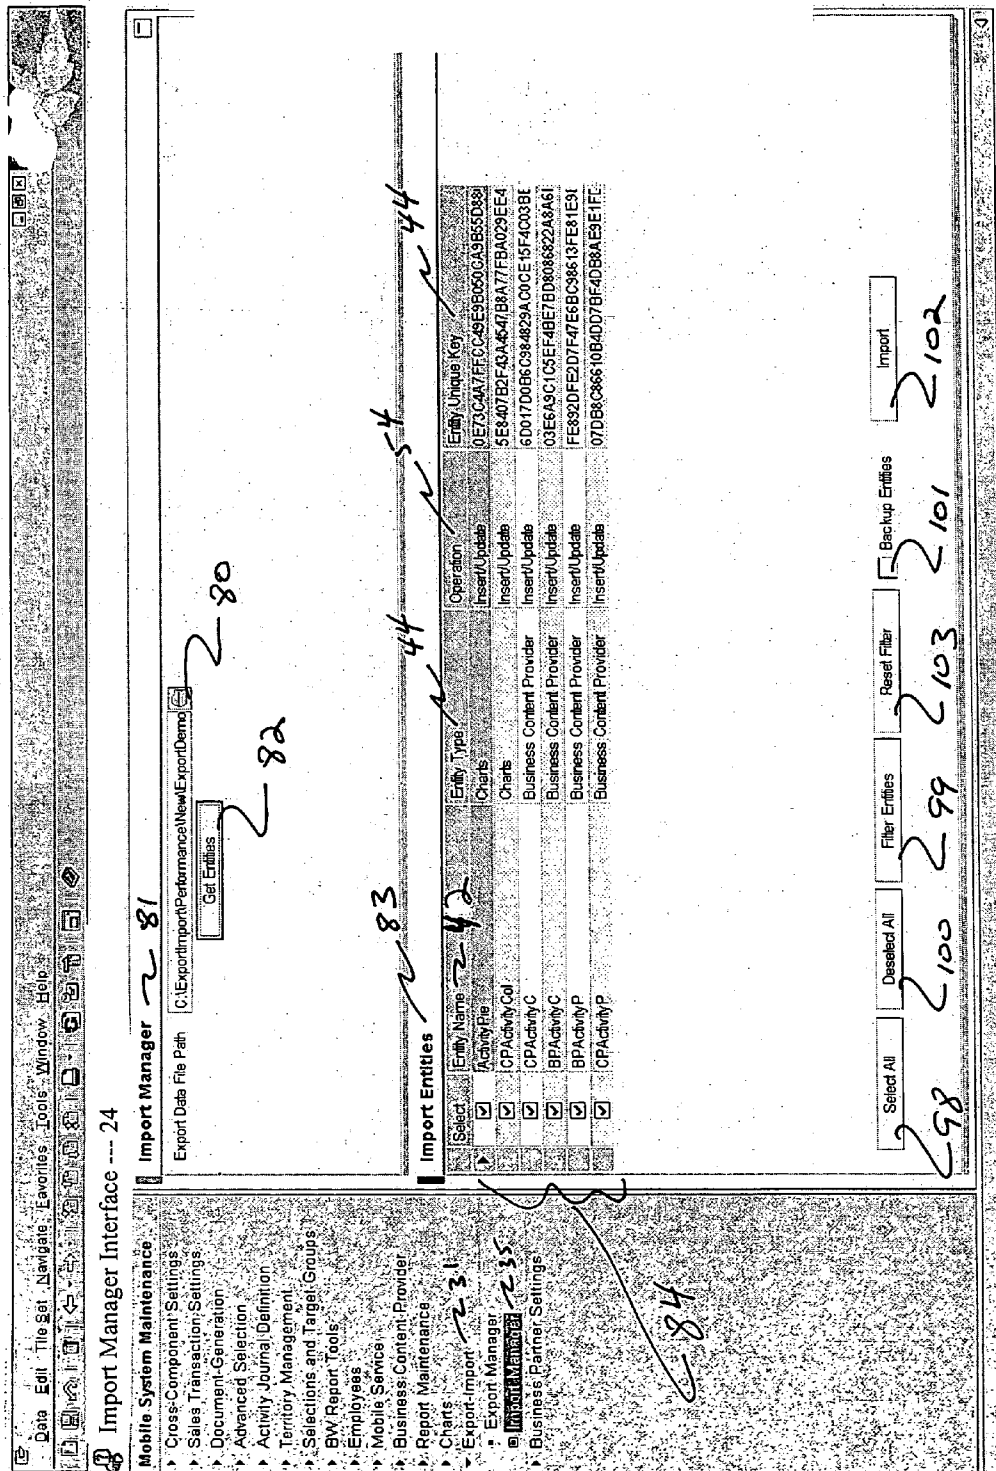 Data Edit Tile Set Navigate Favorites Tools Window Help
Import Manager Interface ---- 24
Mobile System Maintenance
Cross-Component Settings
Sales Transaction Settings
Document-Generation
Advanced Selection
Activity Journal Definition
Territory Management
Selections and Target Groups
BW Report Tools
Employees
Mobile Service
Business Content Provider
Report Maintenance
Charts
Export-Import 31
Export Manager
Import Manager 35
Business Partner Settings
84
Import Manager 81
Export Data File Path C:\ExportImport\Performance\New\ExportDemo 80
Get Entities 82
Import Entities 83
44 54 44
Select Entity Name 42 Entity Type Operation Entity Unique Key
ActivityPie Charts Insert/Update 0E73C4A7FFCC49E9B050CA9B55D88
CPActivityCol Charts Insert/Update 5E8407B2F43A4547B8A77FBA029EE4
CPActivityC Business Content Provider Insert/Update 6D017D0B6C984829AC0CE15F4C03BE
BPActivityC Business Content Provider Insert/Update 03E6A9C1C5EF4BE7BD8086822A8A6
BPActivityP Business Content Provider Insert/Update FE892DFE2D7F47E6BC98613FE81E9
CPActivityP Business Content Provider Insert/Update 07DB8C86610B4DD7BF4DB8AE9E1F
Select All Deselect All Filter Entities Reset Filter Backup Entities Import
98 100 99 103 101 102